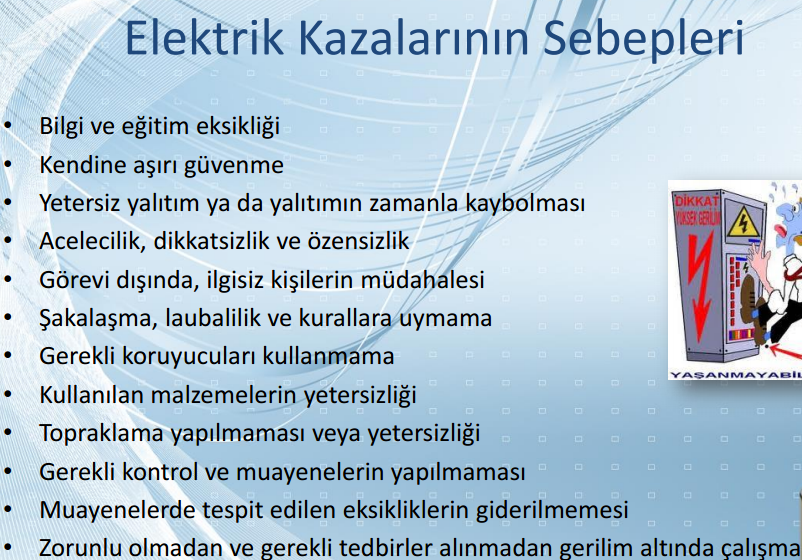 Elektrik Kazalarının Sebepleri
• Bilgi ve eğitim eksikliği
• Kendine aşırı güvenme
• Yetersiz yalıtım ya da yalıtımın zamanla kaybolması
• Acelecilik, dikkatsizlik ve özensizlik
• Görevi dışında, ilgisiz kişilerin müdahalesi
• Şakalaşma, laubalilik ve kurallara uymama
• Gerekli koruyucuları kullanmama
• Kullanılan malzemelerin yetersizliği
• Topraklama yapılmaması veya yetersizliği
• Gerekli kontrol ve muayenelerin yapılmaması
• Muayenelerde tespit edilen eksikliklerin giderilmemesi
• Zorunlu olmadan ve gerekli tedbirler alınmadan gerilim altında çalışma
DİKKAT
YÜKSEK GERİLİM